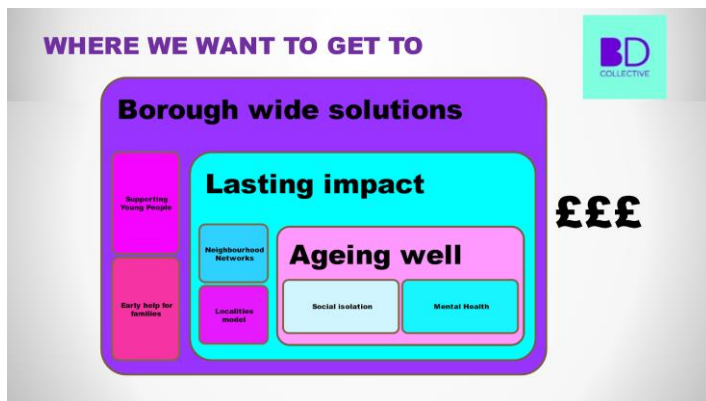 WHERE WE WANT TO GET TO
BD
COLLECTIVE
Borough wide solutions
Supporting
Young People
Lasting impact
£££
Neighbourhood
Networks
Ageing well
Early help for
families
Localities
model
Social isolation
Mental Health